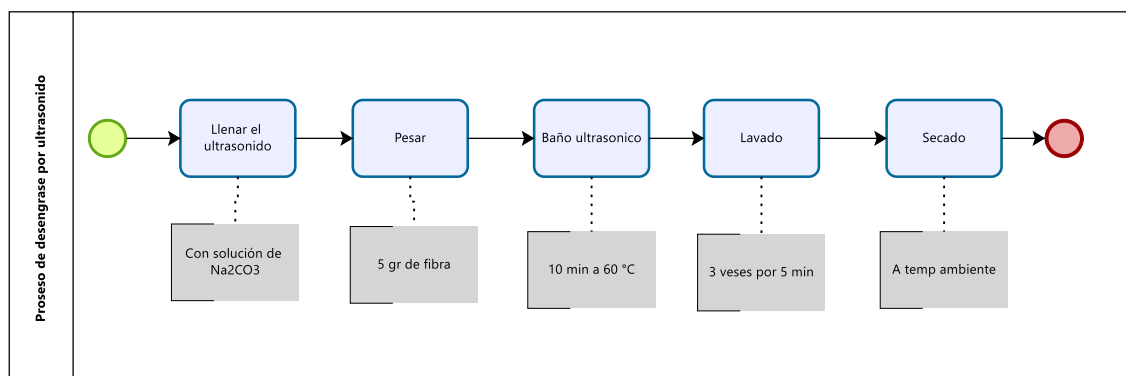 Proseso de desengrase por ultrasonido
Llenar el
ultrasonido
Pesar
Baño ultrasonico
Lavado
Secado
Con solución de
Na2CO3
5 gr de fibra
10 min a 60 °C
3 veses por 5 min
A temp ambiente